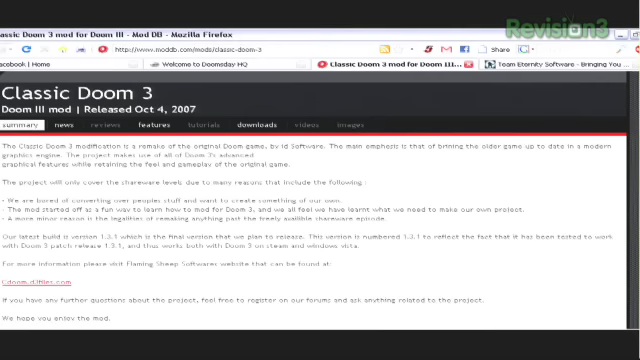 Revision3
lassic Doom 3 mod for Doom III - Mod DB - Mozilla Firefox
http://www.moddb.com/mods/classic-doom-3
Share
acebook | Home
Welcome to Doomeday HQ
Classic Doom 3 mod for Doom III...
Team Eternity Software - Bringing You ...
Classic Doom 3
Doom III mod | Released Oct 4, 2007
summary news reviews features tutorials downloads videos images
The Classic Doom 3 modification is a remake of the original Doom game, by id Software. The main emphasis is that of brining the older game up to date in a modern
graphics engine. The project makes use of all of Doom 3's advanced
graphical features while retaining the feel and gameplay of the original game.
The project will only cover the shareware levels due to many reasons that include the following :
- We are bored of converting over peoples stuff and want to create something of our own.
- The mod started off as a fun way to learn how to mod for Doom 3, and we all feel we have learnt what we need to make our own project.
- A more minor reason is the legalities of remaking anything past the freely availible shareware episode.
Our latest build is version 1.3.1 which is the final version that we plan to release. This version is numbered 1.3.1 to reflect the fact that it has been tested to work
with Doom 3 patch release 1.3.1, and thus works both with Doom 3 on steam and windows vista.
For more information please visit Flaming Sheep Softwares website that can be found at:
Cdoom.d3files.com
If you have any further questions about the project, feel free to register on our forums and ask anything related to the project.
We hope you enjoy the mod.